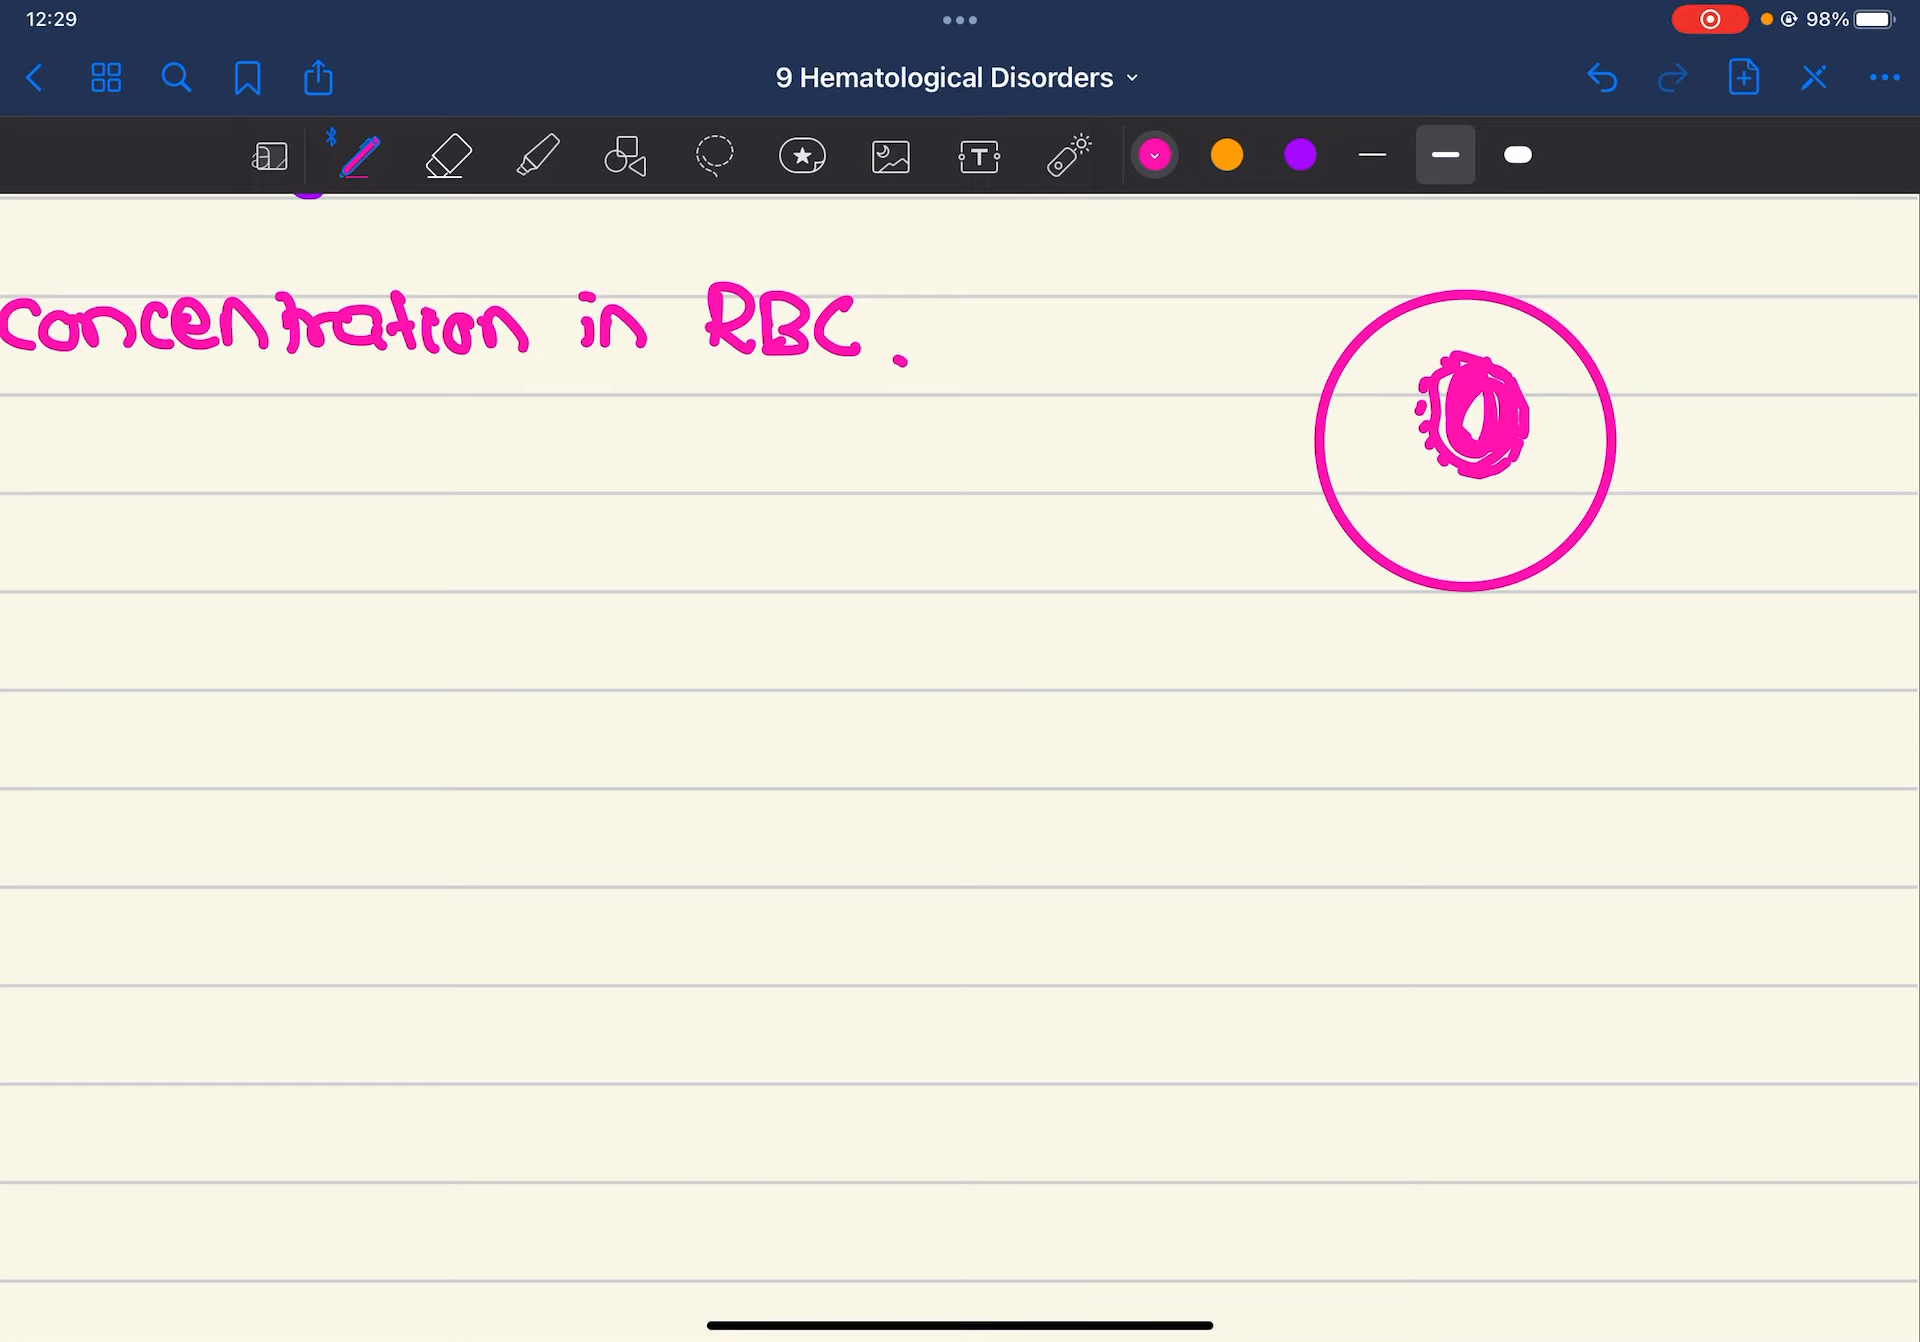 12:29
98%
9 Hematological Disorders
T
concentration in RBC.